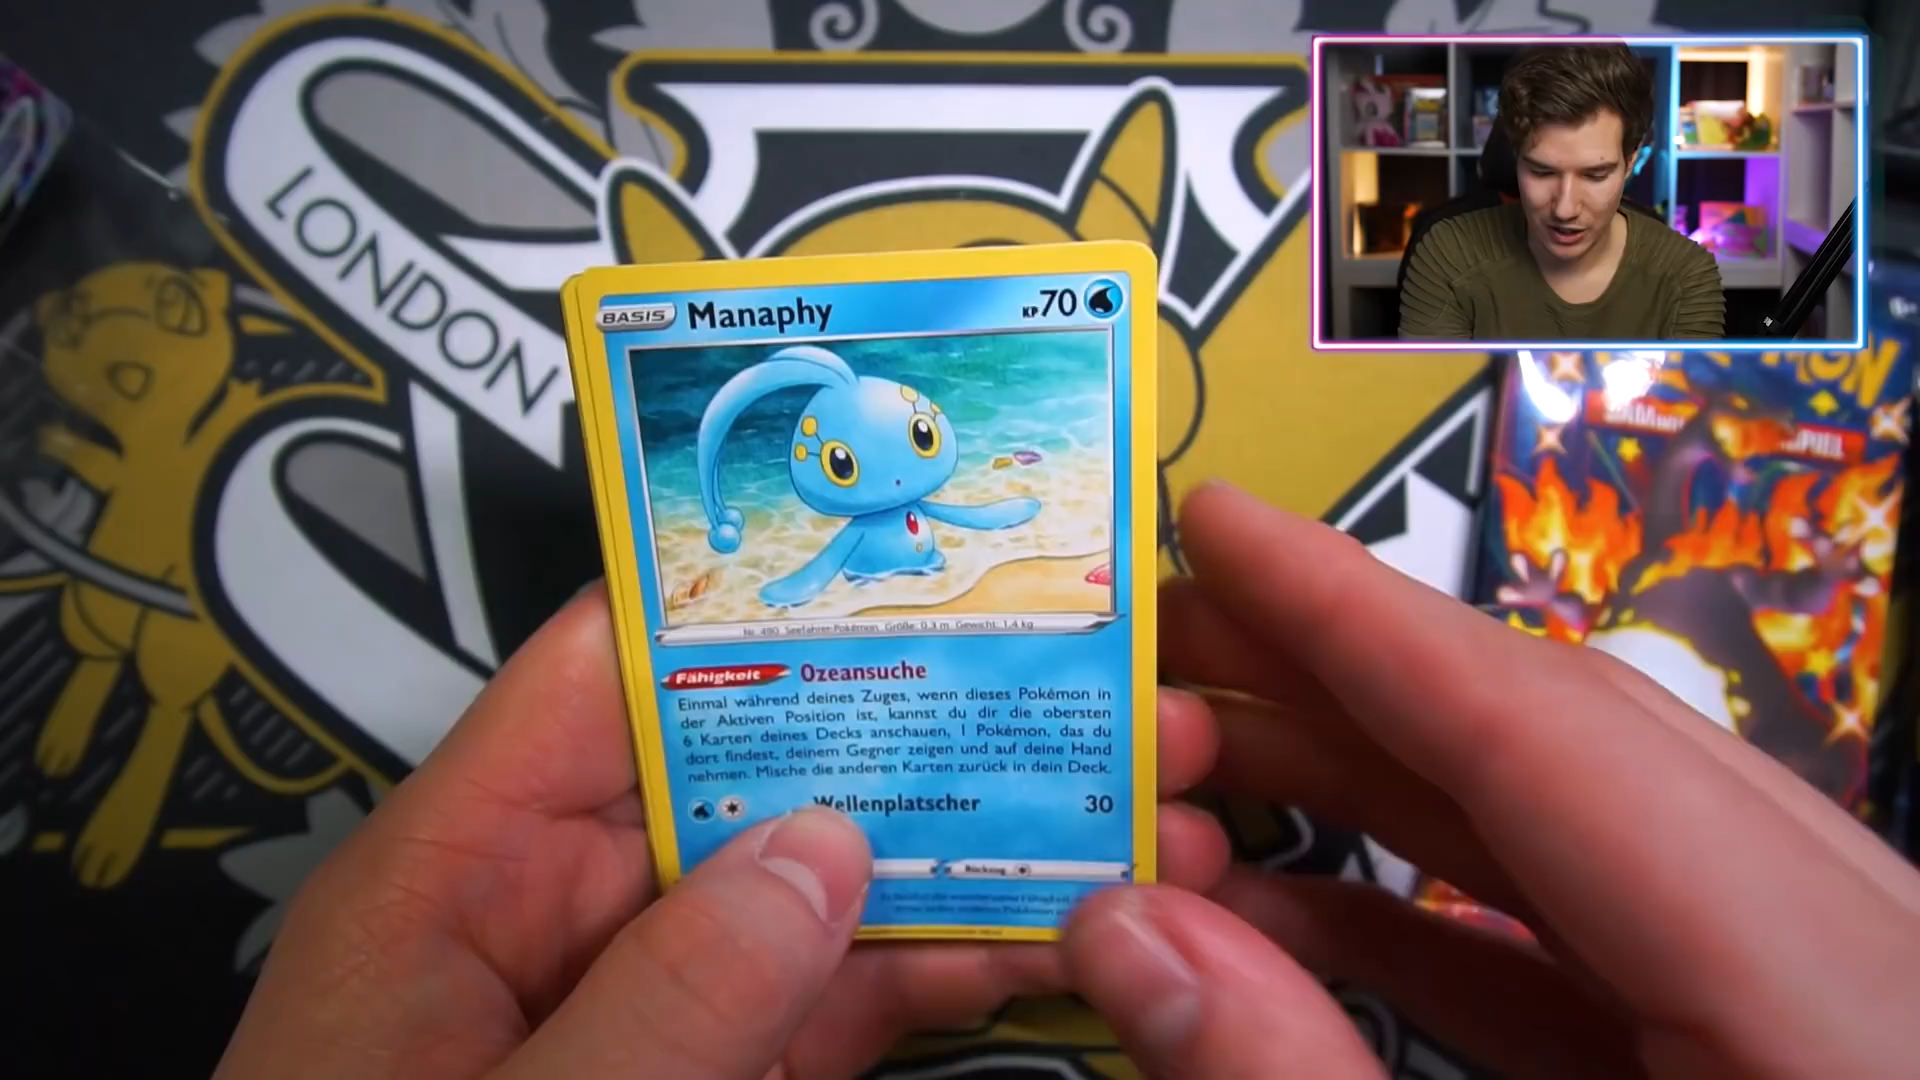 LONDON
BASIS
Manaphy
KP70
Nr. 490 Seefahrer-Pokémon Größe: 0.3 m Gewicht: 1.4 kg
Fähigkeit Ozeansuche
Einmal während deines Zuges, wenn dieses Pokémon in
der Aktiven Position ist, kannst du dir die obersten
6 Karten deines Decks anschauen, 1 Pokémon, das du
dort findest, deinem Gegner zeigen und auf deine Hand
nehmen. Mische die anderen Karten zurück in dein Deck.
Wellenplatscher 30
Rückzug